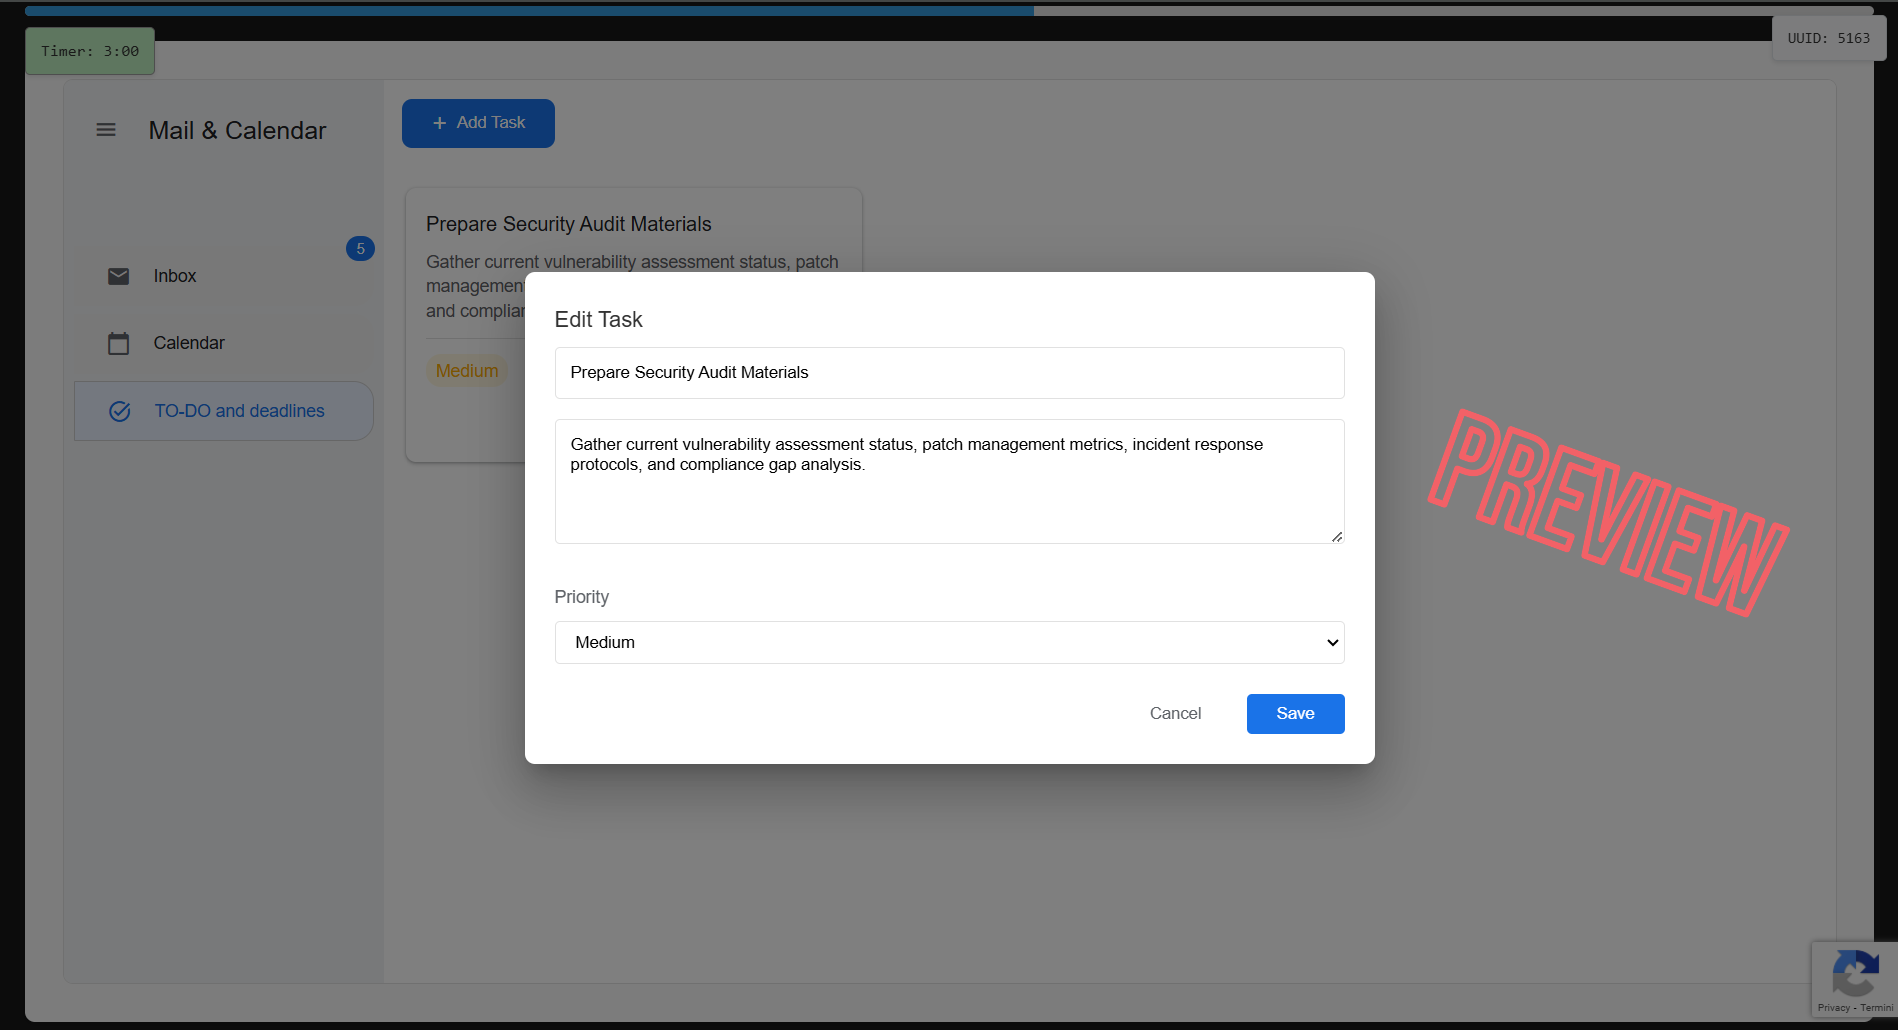 Timer: 3:00
UUID: 5163
Mail & Calendar
Add Task
5
Inbox
Calendar
TO-DO and deadlines
Prepare Security Audit Materials
Gather current vulnerability assessment status, patch
managemen
and complia
Medium
Edit Task
Prepare Security Audit Materials
Gather current vulnerability assessment status, patch management metrics, incident response
protocols, and compliance gap analysis.
Priority
Medium
Cancel
Save
PREVIEW
Privacy - Termini